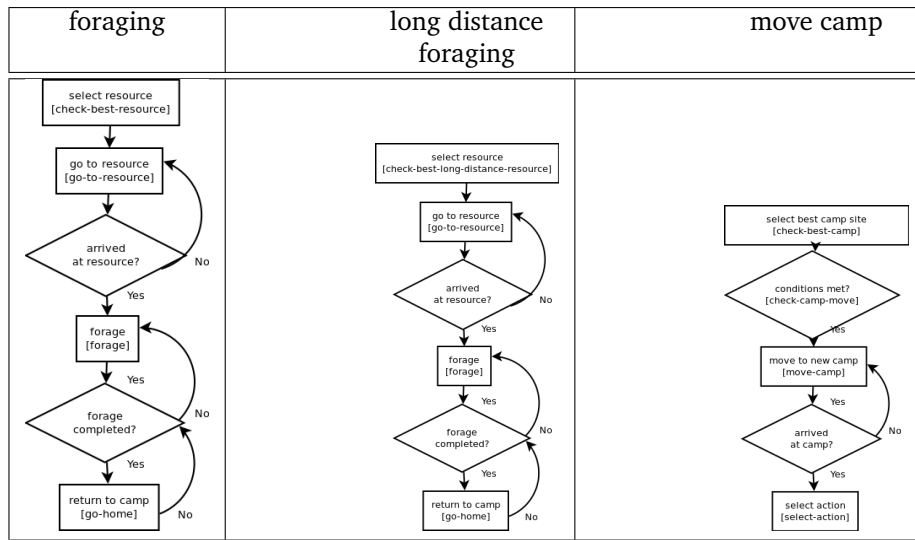 foraging
long distance
foraging
move camp
select resource
[check-best-resource]
go to resource
[go-to-resource]
arrived
at resource?
No
Yes
forage
[forage]
Yes
forage
completed?
No
Yes
return to camp
[go-home]
No
select resource
[check-best-long-distance-resource]
go to resource
[go-to-resource]
arrived
at resource?
No
Yes
forage
[forage]
Yes
forage
completed?
No
Yes
return to camp
[go-home]
No
select best camp site
[check-best-camp]
conditions met?
[check-camp-move]
Yes
move to new camp
[move-camp]
Yes
arrived
at camp?
No
Yes
select action
[select-action]